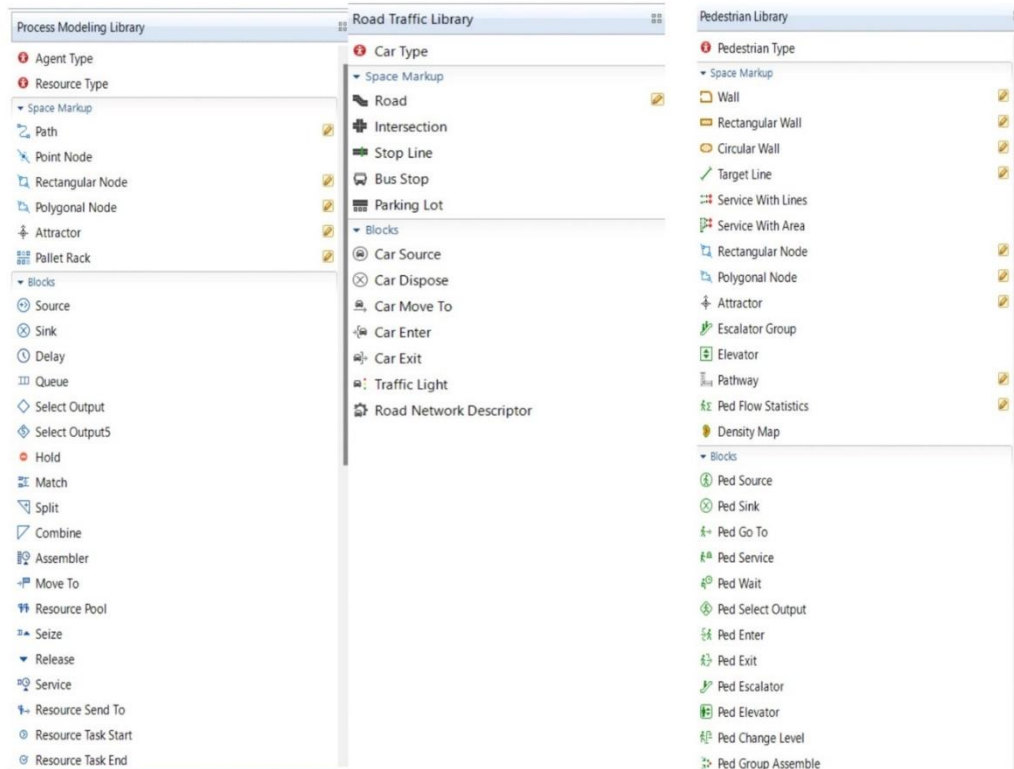 Process Modeling Library
Agent Type
Resource Type
Space Markup
Path
Point Node
Rectangular Node
Polygonal Node
Attractor
Pallet Rack
Blocks
Source
Sink
Delay
Queue
Select Output
Select Output5
Hold
Match
Split
Combine
Assembler
Move To
Resource Pool
Seize
Release
Service
Resource Send To
Resource Task Start
Resource Task End
Road Traffic Library
Car Type
Space Markup
Road
Intersection
Stop Line
Bus Stop
Parking Lot
Blocks
Car Source
Car Dispose
Car Move To
Car Enter
Car Exit
Traffic Light
Road Network Descriptor
Pedestrian Library
Pedestrian Type
Space Markup
Wall
Rectangular Wall
Circular Wall
Target Line
Service With Lines
Service With Area
Rectangular Node
Polygonal Node
Attractor
Escalator Group
Elevator
Pathway
Ped Flow Statistics
Density Map
Blocks
Ped Source
Ped Sink
Ped Go To
Ped Service
Ped Wait
Ped Select Output
Ped Enter
Ped Exit
Ped Escalator
Ped Elevator
Ped Change Level
Ped Group Assemble